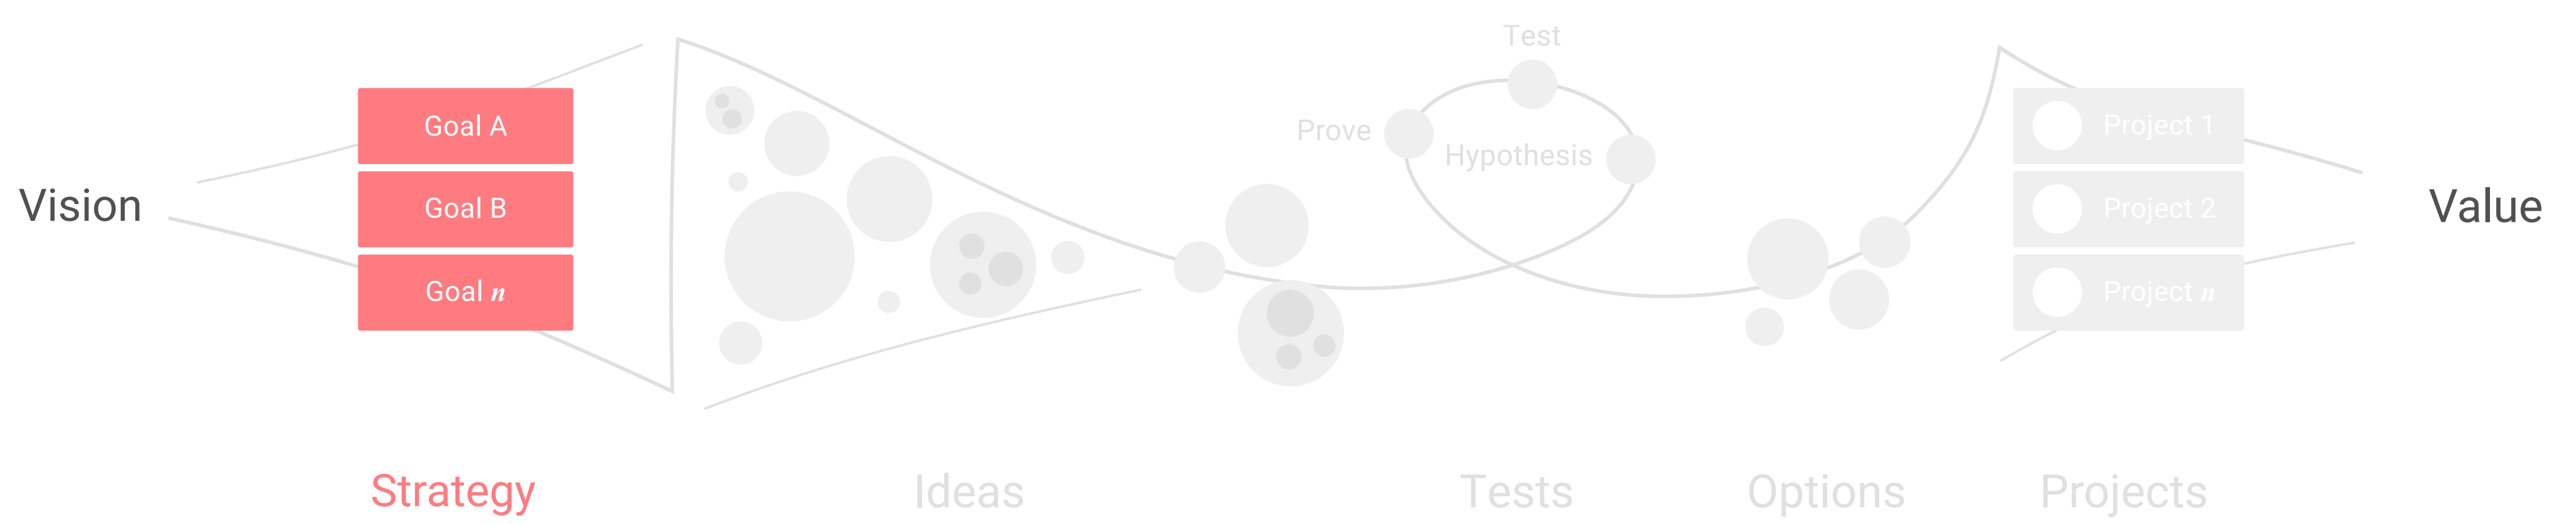 Vision
Goal A
Goal B
Goal n
Strategy
Ideas
Test
Prove
Hypothesis
Tests
Options
Project 1
Project 2
Project n
Projects
Value